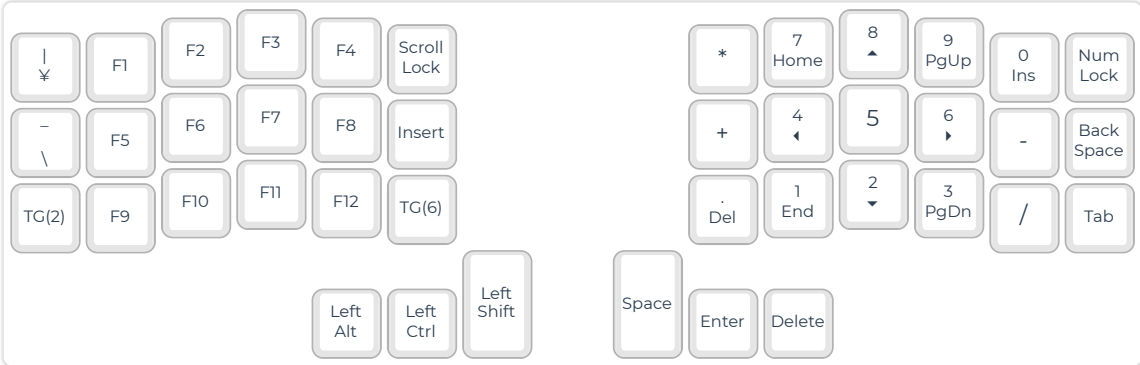 |
¥
F1
F2
F3
F4
Scroll
Lock
*
7
Home
8
▲
9
PgUp
0
Ins
Num
Lock
_
\
F5
F6
F7
F8
Insert
+
4
◀
5
6
▶
-
Back
Space
TG(2)
F9
F10
F11
F12
TG(6)
.
Del
1
End
2
▼
3
PgDn
/
Tab
Left
Alt
Left
Ctrl
Left
Shift
Space
Enter
Delete